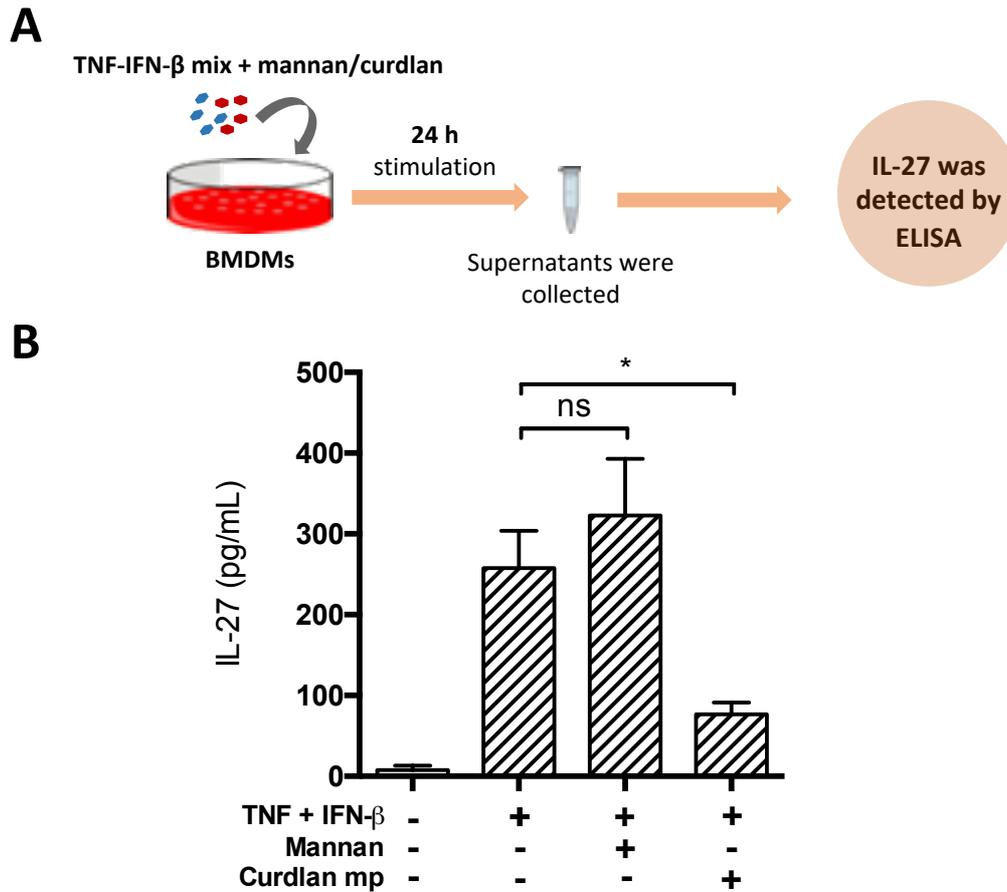 A
TNF-IFN-β mix + mannan/curdlan
24 h
stimulation
BMDMs
Supernatants were
collected
IL-27 was
detected by
ELISA
B
*
ns
500
400
300
200
100
0
IL-27 (pg/mL)
TNF + IFN-β - + + +
Mannan - - + -
Curdlan mp - - - +